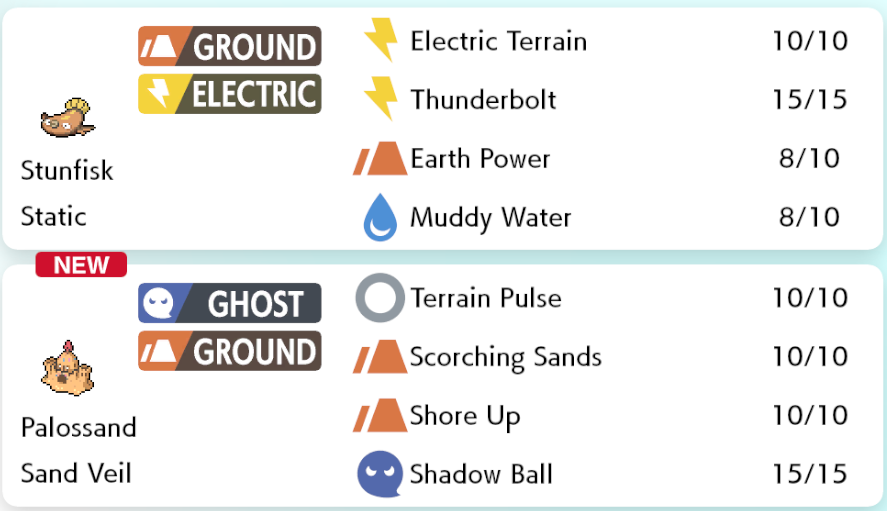 GROUND
ELECTRIC
Stunfisk
Static
Electric Terrain 10/10
Thunderbolt 15/15
Earth Power 8/10
Muddy Water 8/10
NEW
GHOST
GROUND
Palossand
Sand Veil
Terrain Pulse 10/10
Scorching Sands 10/10
Shore Up 10/10
Shadow Ball 15/15